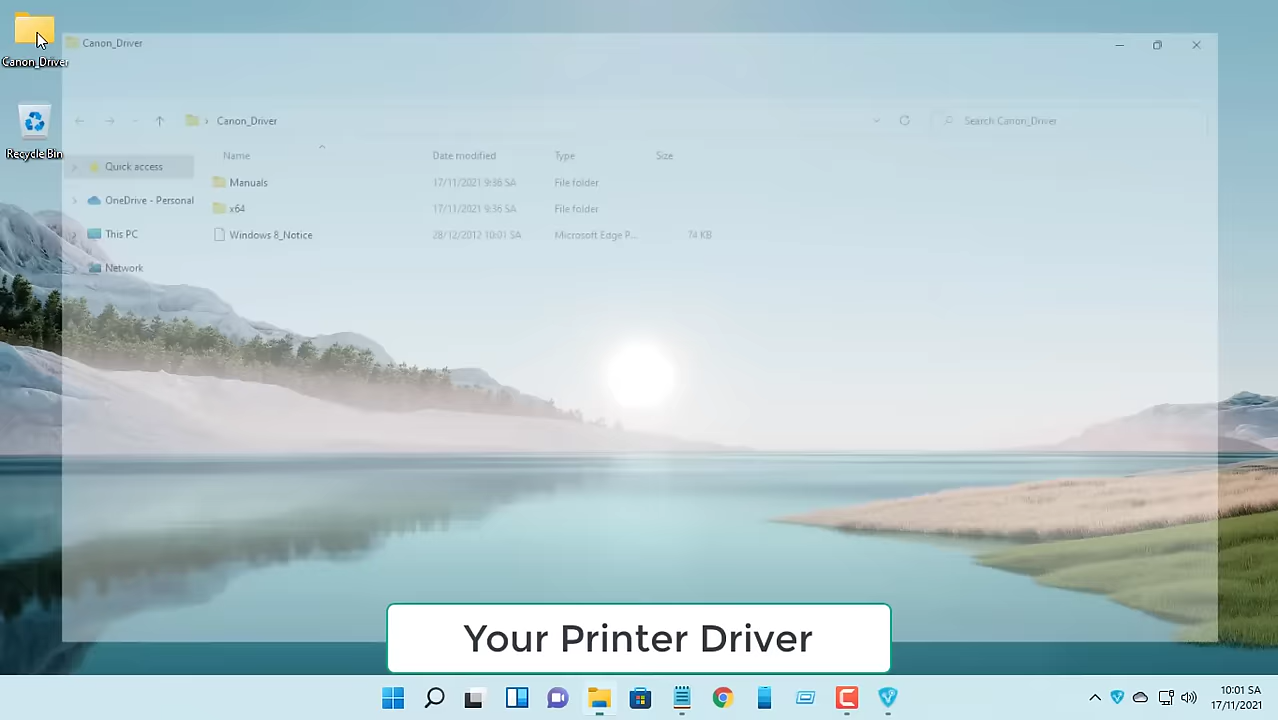 Canon_Driver
Recycle Bin
Canon_Driver
Canon_Driver
Search Canon_Driver
Quick access
OneDrive - Personal
This PC
Network
Name Date modified Type Size
Manuals 17/11/2021 9:36 SA File folder
x64 17/11/2021 9:36 SA File folder
Windows 8_Notice 28/12/2012 10:01 SA Microsoft Edge P... 74 KB
Your Printer Driver
10:01 SA
17/11/2021